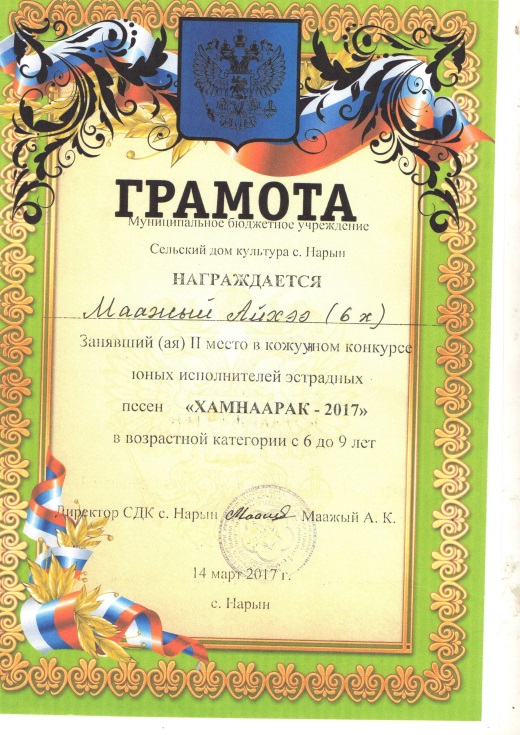 ГРАМОТА
Муниципальное бюджетное учреждение
Сельский дом культура с. Нарын
НАГРАЖДАЕТСЯ
Маажый Айхээ (6 х)
Занявший (ая) II место в кожуунном конкурсе
юных исполнителей эстрадных
песен «ХАМНААРАК - 2017»
в возрастной категории с 6 до 9 лет
Директор СДК с. Нарын Маажый А. К.
14 март 2017 г.
с. Нарын